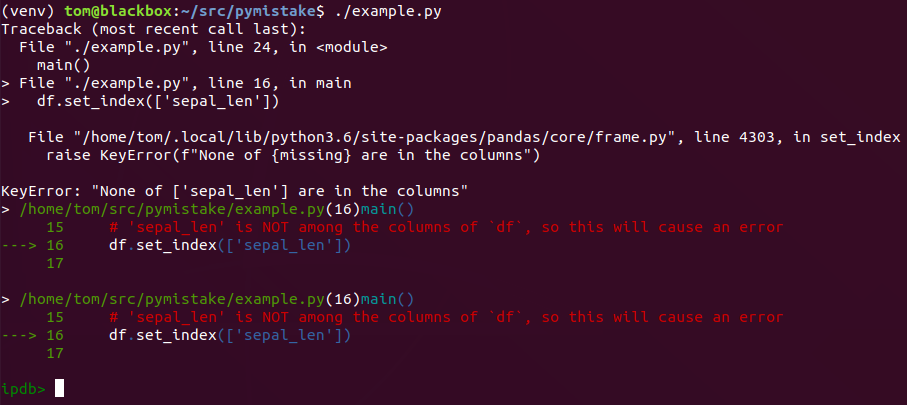 (venv) tom@blackbox:~/src/pymistake$ ./example.py
Traceback (most recent call last):
  File "./example.py", line 24, in <module>
    main()
> File "./example.py", line 16, in main
>   df.set_index(['sepal_len'])
   File "/home/tom/.local/lib/python3.6/site-packages/pandas/core/frame.py", line 4303, in set_index
     raise KeyError(f"None of {missing} are in the columns")
KeyError: "None of ['sepal_len'] are in the columns"
> /home/tom/src/pymistake/example.py(16)main()
     15     # 'sepal_len' is NOT among the columns of `df`, so this will cause an error
---> 16     df.set_index(['sepal_len'])
     17
> /home/tom/src/pymistake/example.py(16)main()
     15     # 'sepal_len' is NOT among the columns of `df`, so this will cause an error
---> 16     df.set_index(['sepal_len'])
     17
ipdb>